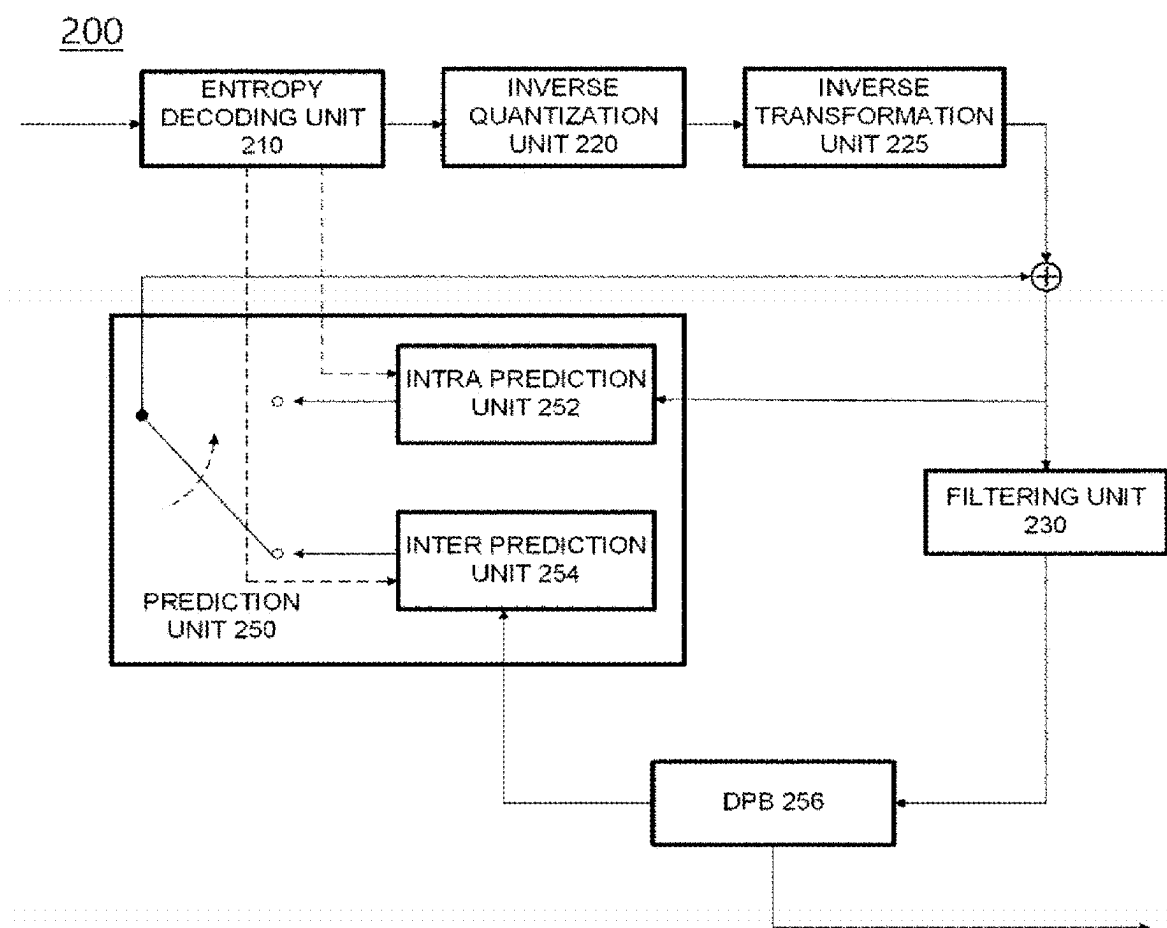 200
ENTROPY
DECODING UNIT
210
INVERSE
QUANTIZATION
UNIT 220
INVERSE
TRANSFORMATION
UNIT 225
INTRA PREDICTION
UNIT 252
FILTERING UNIT
230
INTER PREDICTION
UNIT 254
PREDICTION
UNIT 250
DPB 256